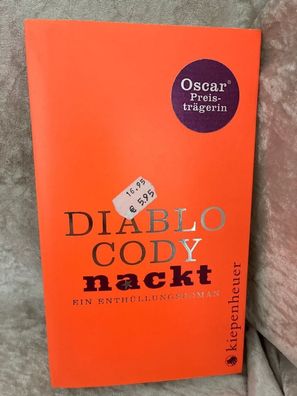 Oscar®
Preis-
trägerin
16.95
€ 5.95
DIABLO
CODY
nackt
EIN ENTHÜLLUNGSROMAN
kiepenheuer